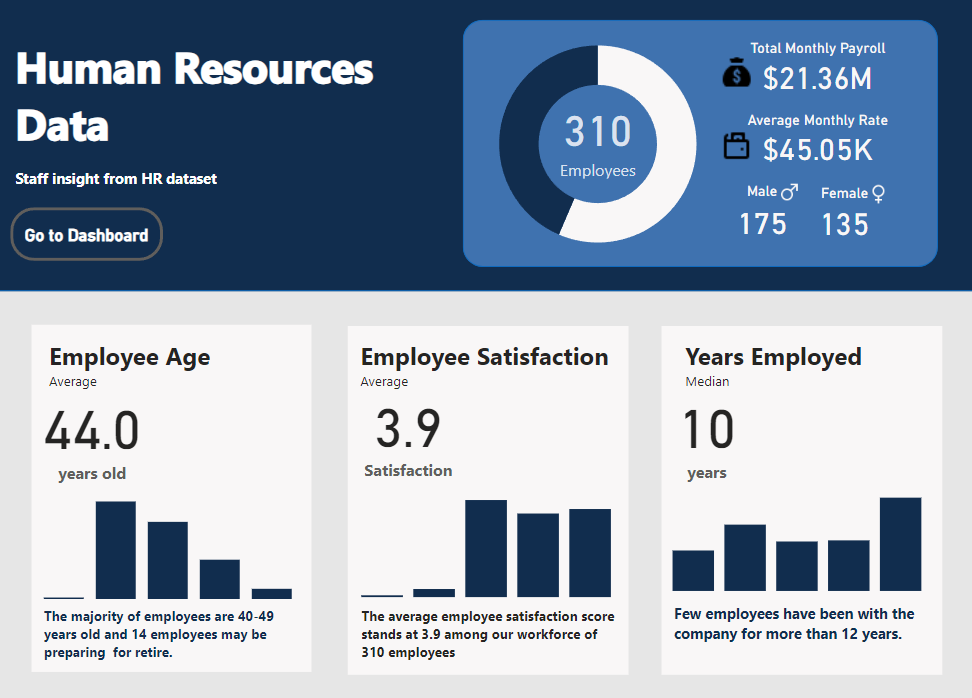 Human Resources
Data
Staff insight from HR dataset
Go to Dashboard
310
Employees
Total Monthly Payroll
$21.36M
Average Monthly Rate
$45.05K
Male
175
Female
135
Employee Age
Average
44.0
years old
The majority of employees are 40-49
years old and 14 employees may be
preparing for retire.
Employee Satisfaction
Average
3.9
Satisfaction
The average employee satisfaction score
stands at 3.9 among our workforce of
310 employees
Years Employed
Median
10
years
Few employees have been with the
company for more than 12 years.